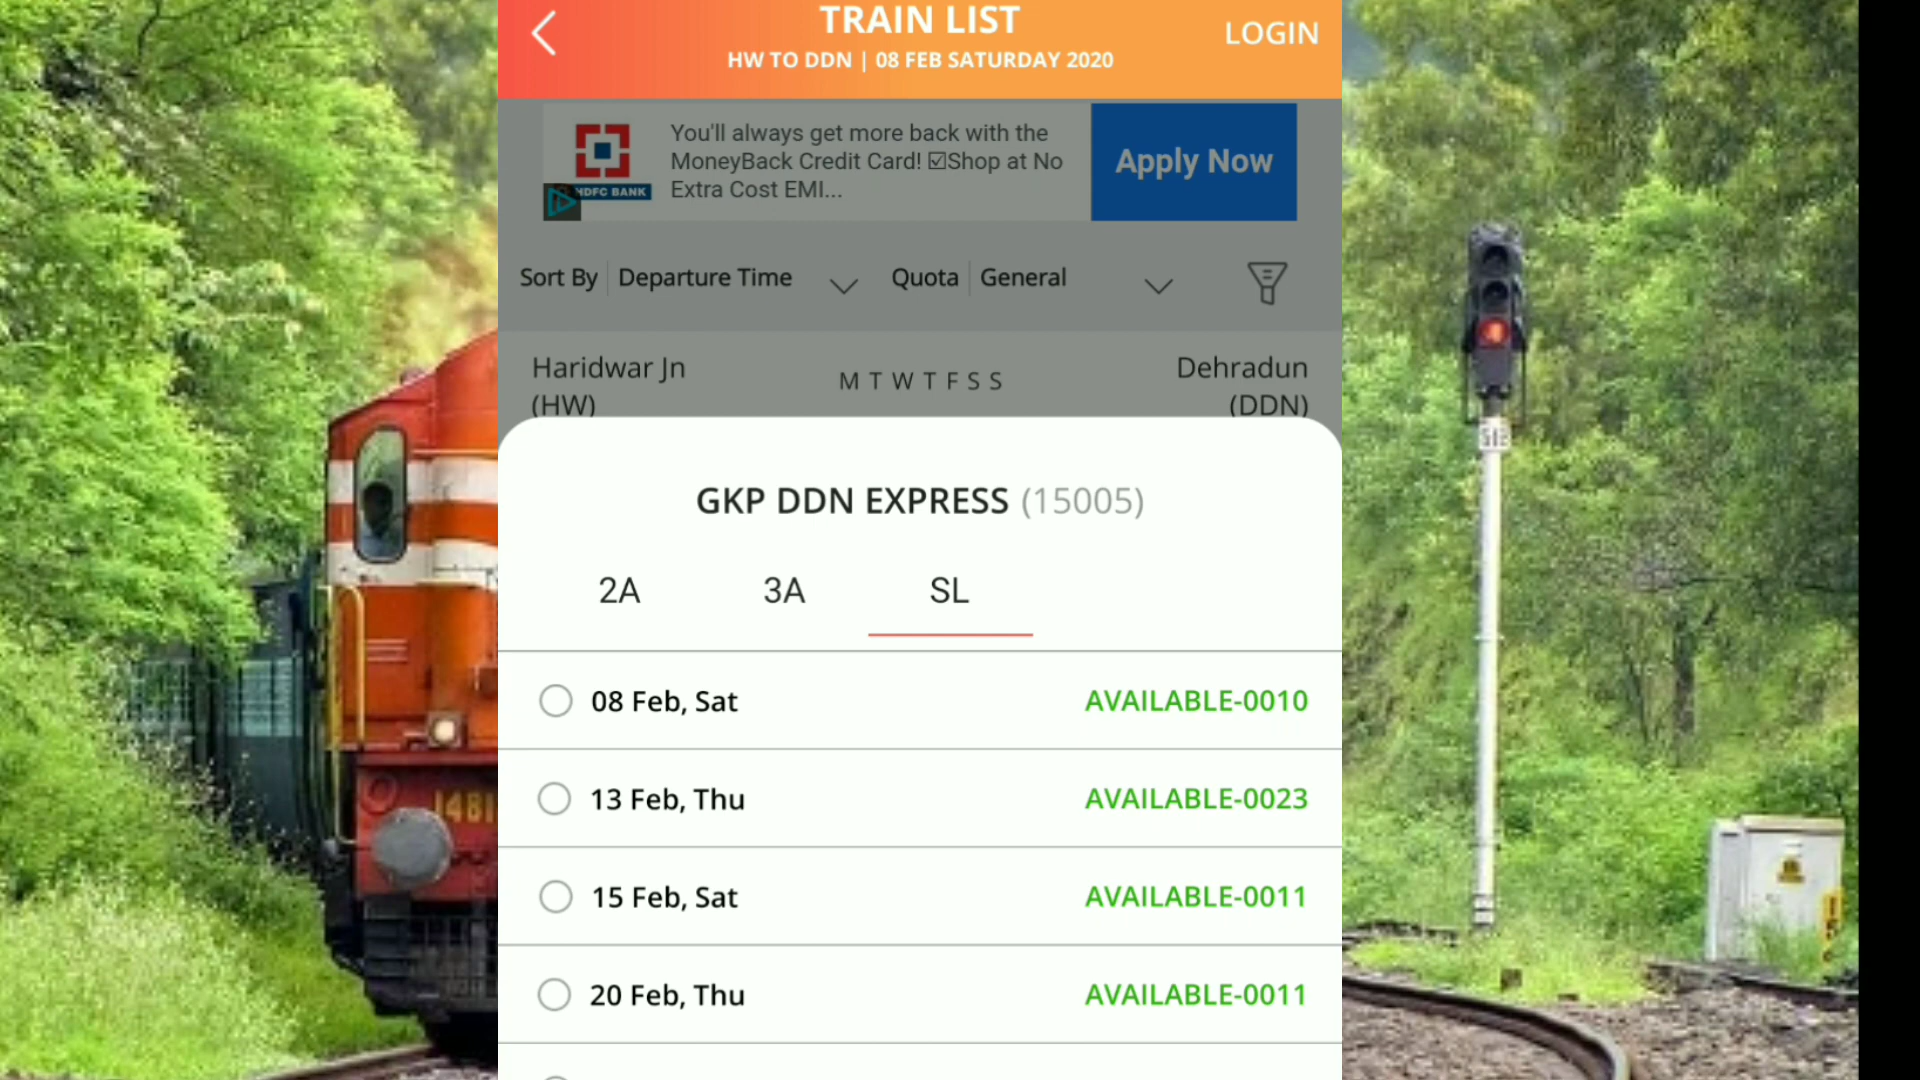 TRAIN LIST
LOGIN
HW TO DDN | 08 FEB SATURDAY 2020
You'll always get more back with the
MoneyBack Credit Card! ☑Shop at No
Extra Cost EMI...
HDFC BANK
Apply Now
Sort By Departure Time
Quota General
Haridwar Jn
(HW)
M T W T F S S
Dehradun
(DDN)
GKP DDN EXPRESS (15005)
2A 3A SL
08 Feb, Sat AVAILABLE-0010
13 Feb, Thu AVAILABLE-0023
15 Feb, Sat AVAILABLE-0011
20 Feb, Thu AVAILABLE-0011
1481